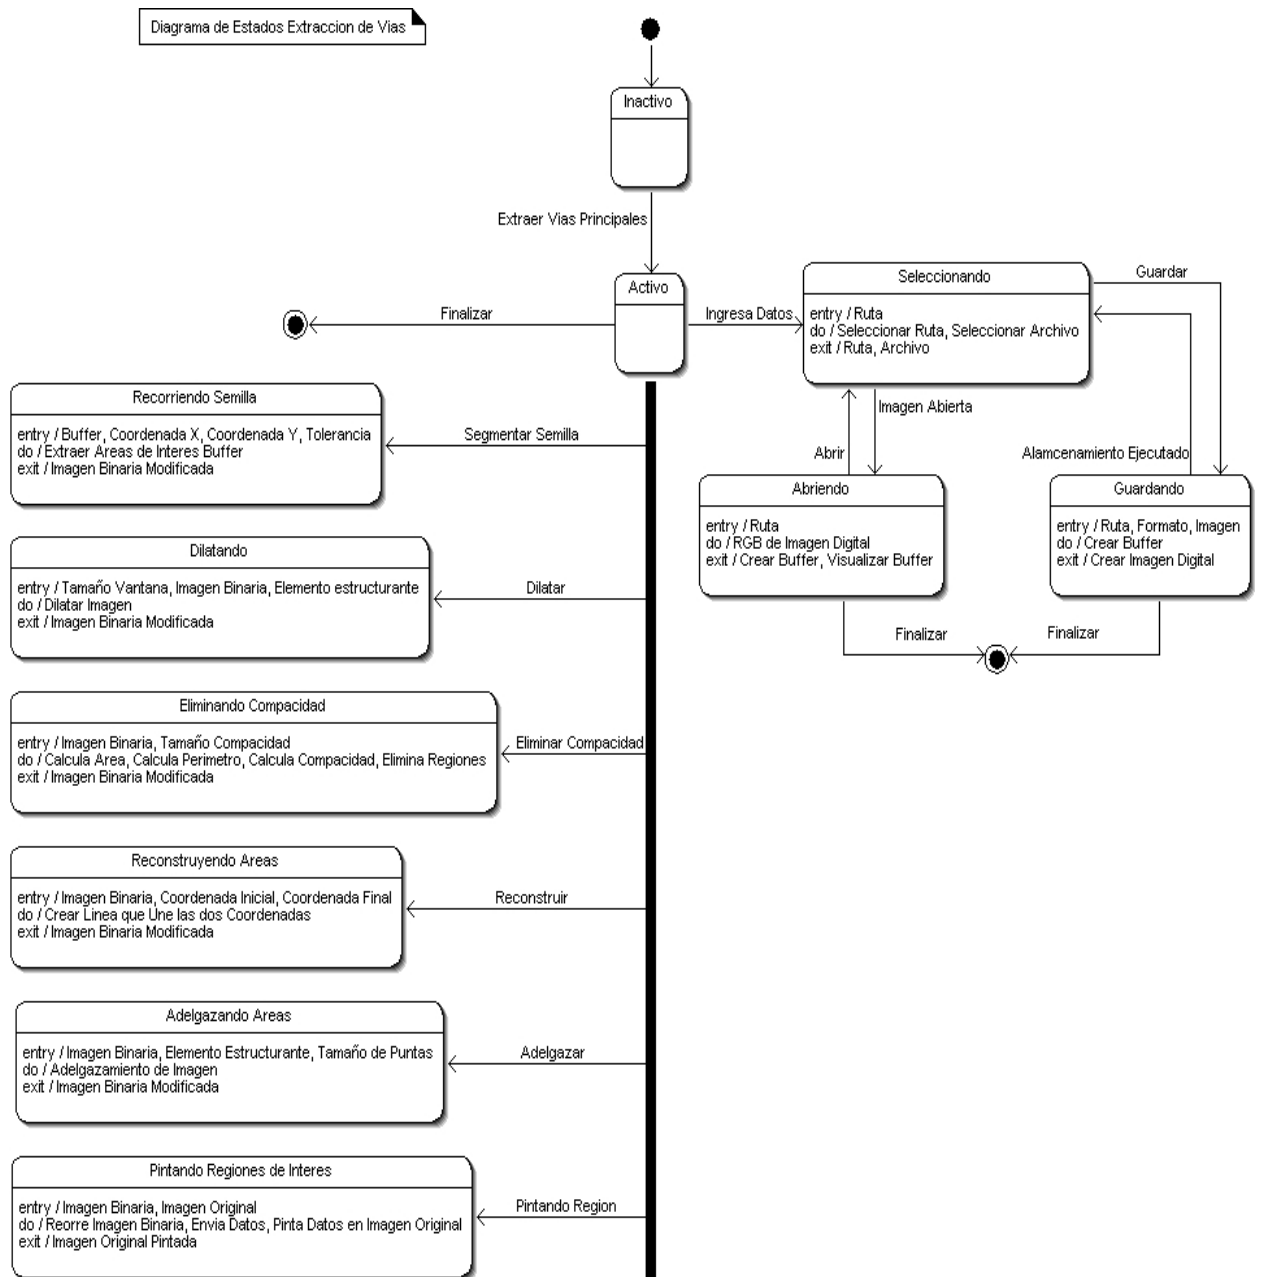 Diagrama de Estados Extraccion de Vias
Inactivo
Extraer Vias Principales
Activo
Finalizar
Ingresa Datos
Seleccionando
entry / Ruta
do / Seleccionar Ruta, Seleccionar Archivo
exit / Ruta, Archivo
Guardar
Imagen Abierta
Abrir
Alamcenamiento Ejecutado
Abriendo
entry / Ruta
do / RGB de Imagen Digital
exit / Crear Buffer, Visualizar Buffer
Guardando
entry / Ruta, Formato, Imagen
do / Crear Buffer
exit / Crear Imagen Digital
Finalizar
Finalizar
Recorriendo Semilla
entry / Buffer, Coordenada X, Coordenada Y, Tolerancia
do / Extraer Areas de Interes Buffer
exit / Imagen Binaria Modificada
Segmentar Semilla
Dilatando
entry / Tamaño Vantana, Imagen Binaria, Elemento estructurante
do / Dilatar Imagen
exit / Imagen Binaria Modificada
Dilatar
Eliminando Compacidad
entry / Imagen Binaria, Tamaño Compacidad
do / Calcula Area, Calcula Perimetro, Calcula Compacidad, Elimina Regiones
exit / Imagen Binaria Modificada
Eliminar Compacidad
Reconstruyendo Areas
entry / Imagen Binaria, Coordenada Inicial, Coordenada Final
do / Crear Linea que Une las dos Coordenadas
exit / Imagen Binaria Modificada
Reconstruir
Adelgazando Areas
entry / Imagen Binaria, Elemento Estructurante, Tamaño de Puntas
do / Adelgazamiento de Imagen
exit / Imagen Binaria Modificada
Adelgazar
Pintando Regiones de Interes
entry / Imagen Binaria, Imagen Original
do / Reorre Imagen Binaria, Envia Datos, Pinta Datos en Imagen Original
exit / Imagen Original Pintada
Pintando Region